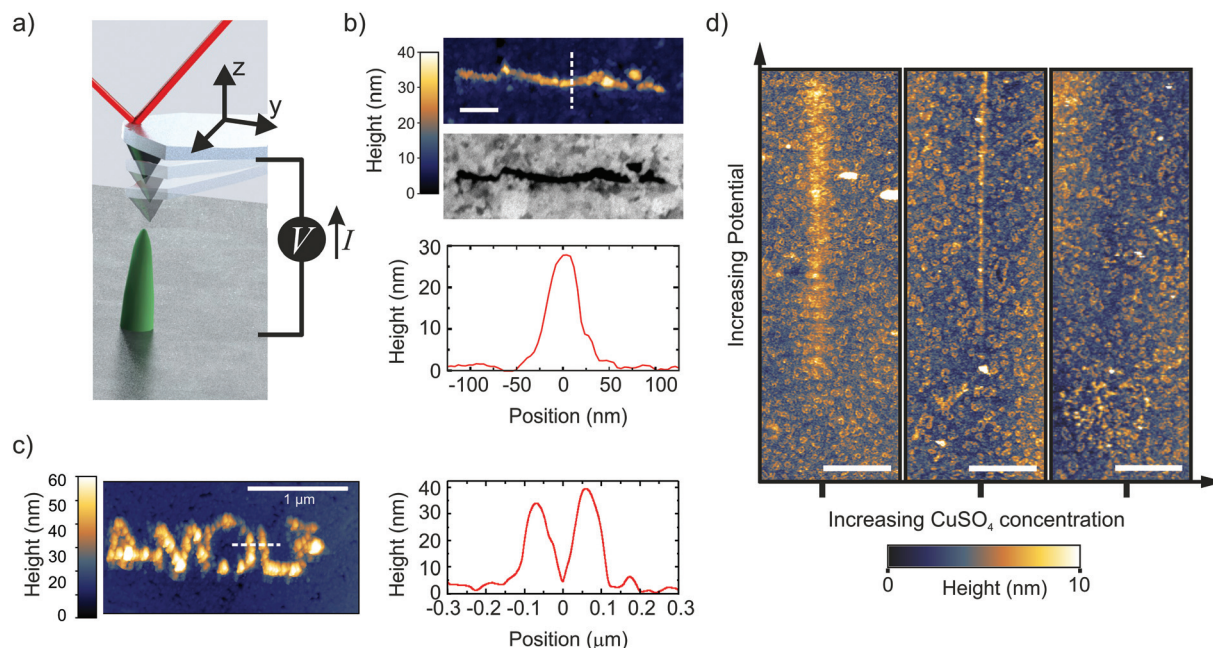 a)
z
y
V
I
b)
Height (nm)
40
30
20
10
0
Height (nm)
30
20
10
0
-100
-50
0
50
100
Position (nm)
c)
Height (nm)
60
50
40
30
20
10
0
1 μm
Height (nm)
40
30
20
10
0
-0.3 -0.2 -0.1 0 0.1 0.2 0.3
Position (μm)
d)
Increasing Potential
Increasing CuSO₄ concentration
0
10
Height (nm)